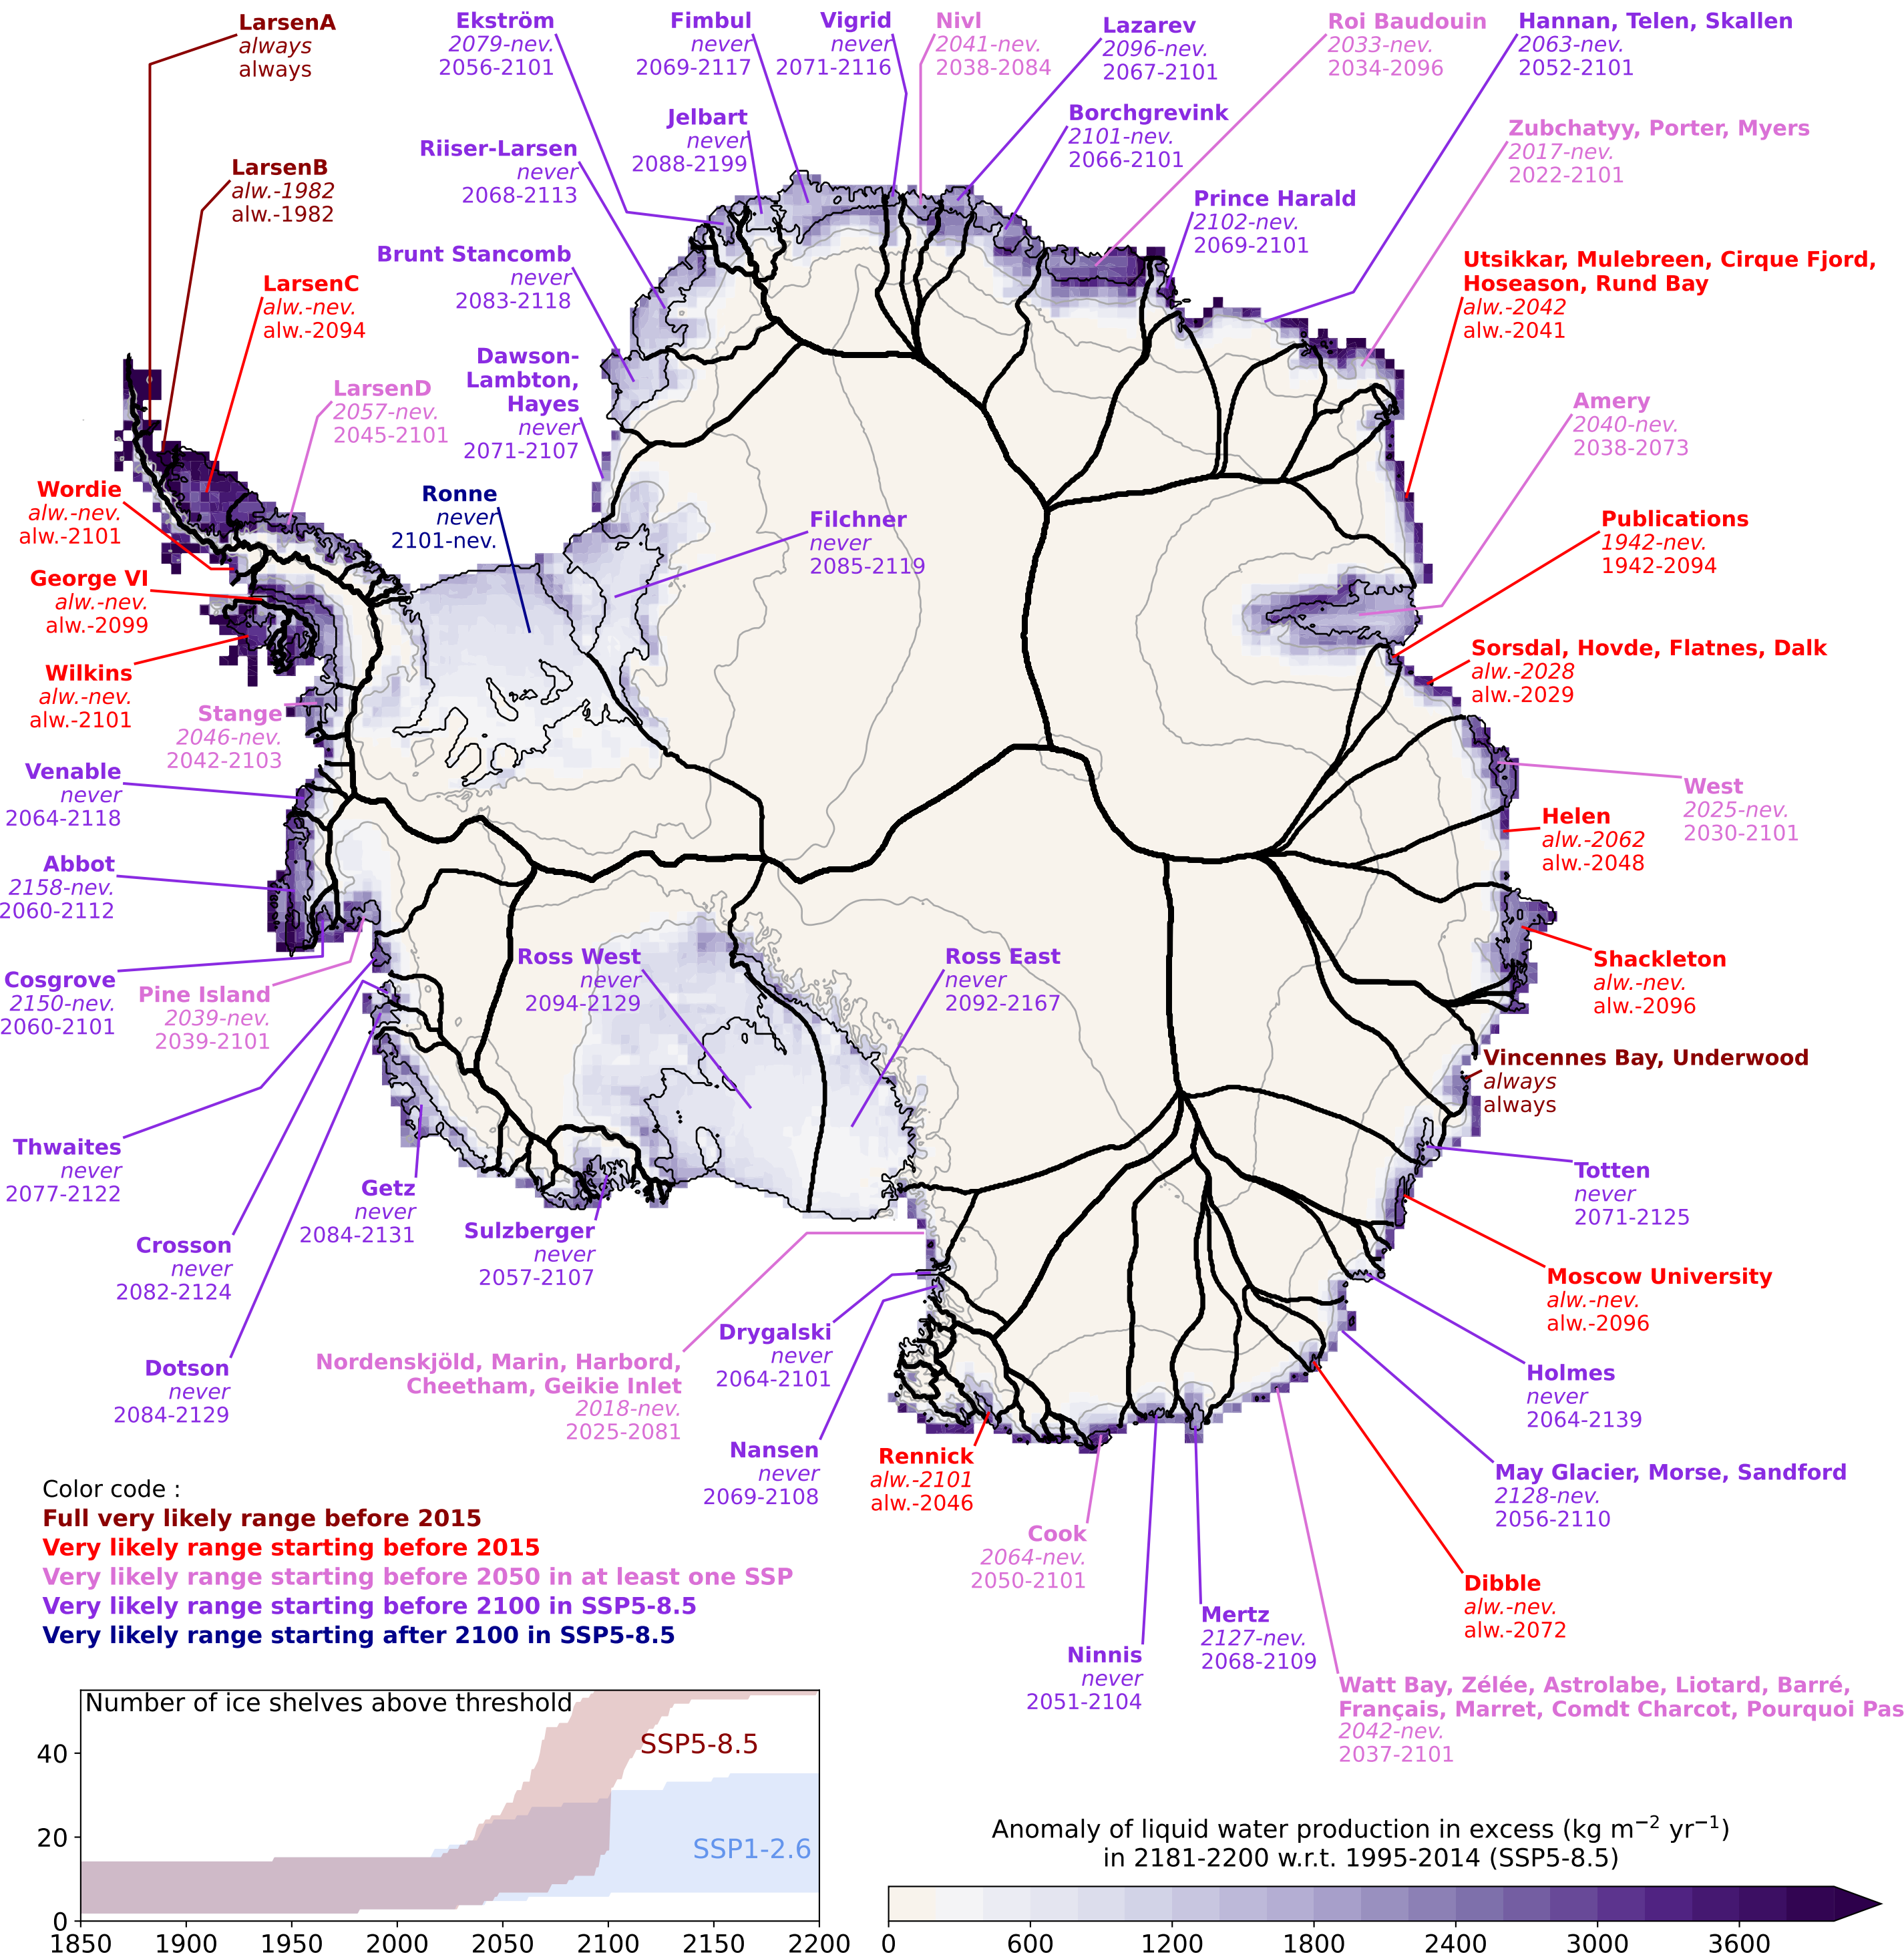 LarsenA
always
always
Ekström
2079-nev.
2056-2101
Fimbul
never
2069-2117
Vigrid
never
2071-2116
Nivl
2041-nev.
2038-2084
Lazarev
2096-nev.
2067-2101
Roi Baudouin
2033-nev.
2034-2096
Hannan, Telen, Skallen
2063-nev.
2052-2101
Jelbart
never
2088-2199
Borchgrevink
2101-nev.
2066-2101
Zubchatyy, Porter, Myers
2017-nev.
2022-2101
Riiser-Larsen
never
2068-2113
LarsenB
alw.-1982
alw.-1982
Prince Harald
2102-nev.
2069-2101
Brunt Stancomb
never
2083-2118
Utsikkar, Mulebreen, Cirque Fjord,
Hoseason, Rund Bay
alw.-2042
alw.-2041
LarsenC
alw.-nev.
alw.-2094
Dawson-
Lambton,
Hayes
never
2071-2107
LarsenD
2057-nev.
2045-2101
Amery
2040-nev.
2038-2073
Wordie
alw.-nev.
alw.-2101
Ronne
never
2101-nev.
Filchner
never
2085-2119
Publications
1942-nev.
1942-2094
George VI
alw.-nev.
alw.-2099
Sorsdal, Hovde, Flatnes, Dalk
alw.-2028
alw.-2029
Wilkins
alw.-nev.
alw.-2101
Stange
2046-nev.
2042-2103
Venable
never
2064-2118
West
2025-nev.
2030-2101
Helen
alw.-2062
alw.-2048
Abbot
2158-nev.
2060-2112
Ross West
never
2094-2129
Ross East
never
2092-2167
Shackleton
alw.-nev.
alw.-2096
Cosgrove
2150-nev.
2060-2101
Pine Island
2039-nev.
2039-2101
Vincennes Bay, Underwood
always
always
Thwaites
never
2077-2122
Totten
never
2071-2125
Getz
never
2084-2131
Sulzberger
never
2057-2107
Crosson
never
2082-2124
Moscow University
alw.-nev.
alw.-2096
Drygalski
never
2064-2101
Dotson
never
2084-2129
Nordenskjöld, Marin, Harbord,
Cheetham, Geikie Inlet
2018-nev.
2025-2081
Holmes
never
2064-2139
Nansen
never
2069-2108
Rennick
alw.-2101
alw.-2046
May Glacier, Morse, Sandford
2128-nev.
2056-2110
Cook
2064-nev.
2050-2101
Dibble
alw.-nev.
alw.-2072
Mertz
2127-nev.
2068-2109
Ninnis
never
2051-2104
Watt Bay, Zélée, Astrolabe, Liotard, Barré,
Français, Marret, Comdt Charcot, Pourquoi Pas
2042-nev.
2037-2101
Color code :
Full very likely range before 2015
Very likely range starting before 2015
Very likely range starting before 2050 in at least one SSP
Very likely range starting before 2100 in SSP5-8.5
Very likely range starting after 2100 in SSP5-8.5
Number of ice shelves above threshold
SSP5-8.5
SSP1-2.6
40
20
0
1850 1900 1950 2000 2050 2100 2150 2200
Anomaly of liquid water production in excess (kg m⁻² yr⁻¹)
in 2181-2200 w.r.t. 1995-2014 (SSP5-8.5)
0 600 1200 1800 2400 3000 3600